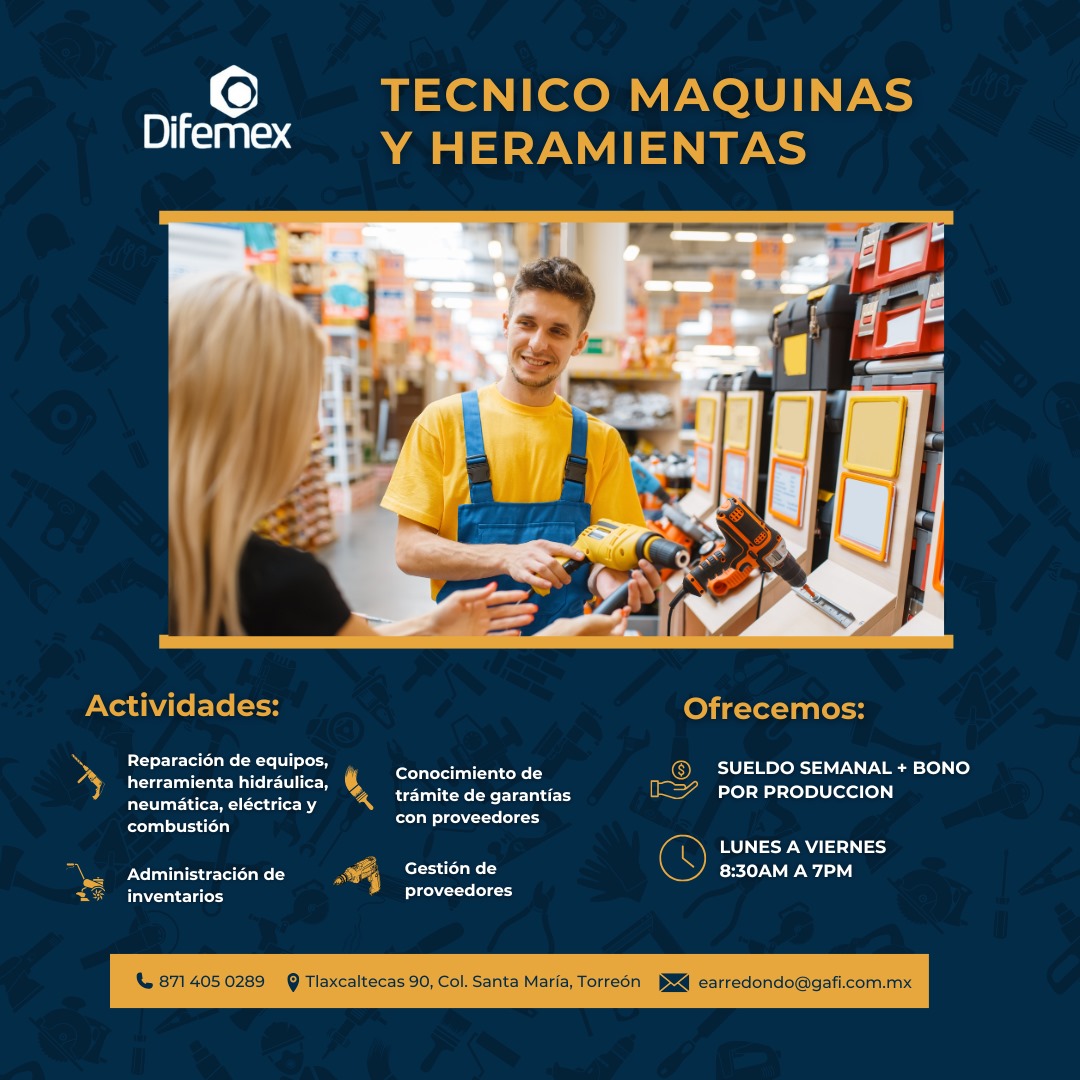 Difemex
TECNICO MAQUINAS
Y HERAMIENTAS
Actividades:
Reparación de equipos,
herramienta hidráulica,
neumática, eléctrica y
combustión
Administración de
inventarios
Conocimiento de
trámite de garantías
con proveedores
Gestión de
proveedores
Ofrecemos:
SUELDO SEMANAL + BONO
POR PRODUCCION
LUNES A VIERNES
8:30AM A 7PM
871 405 0289
Tlaxcaltecas 90, Col. Santa María, Torreón
earredondo@gafi.com.mx